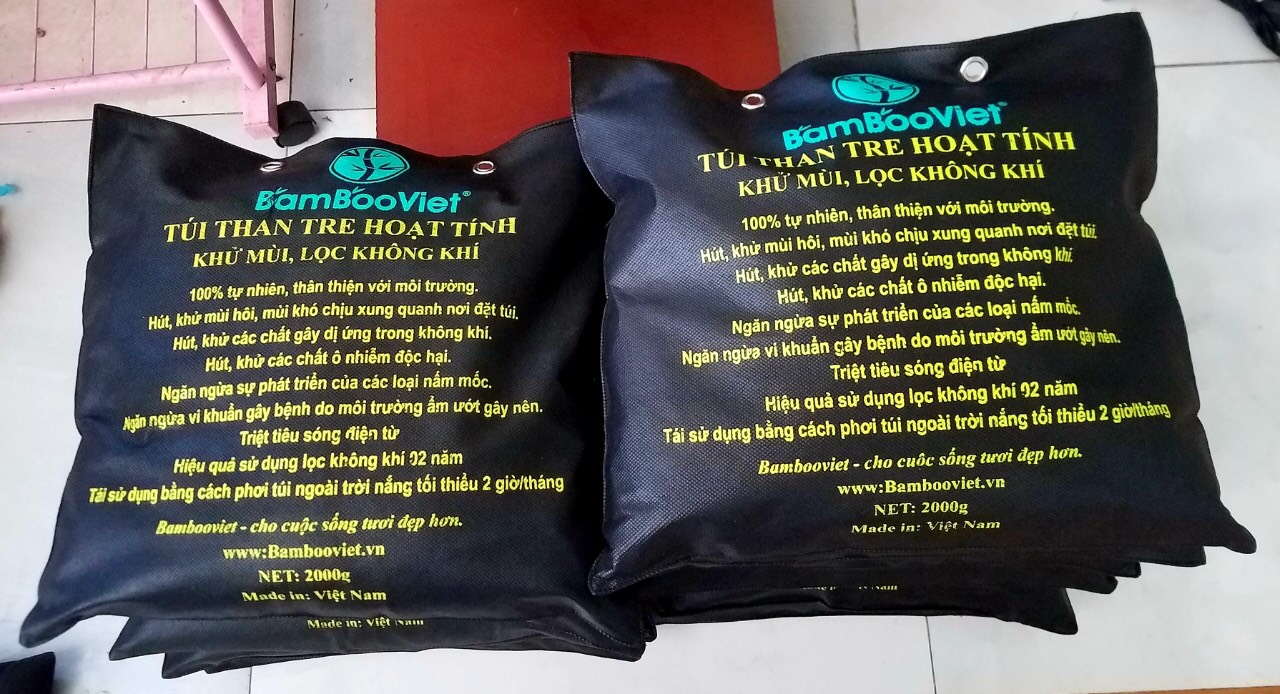 BamBooViet®
TÚI THAN TRE HOẠT TÍNH
KHỬ MÙI, LỌC KHÔNG KHÍ
100% tự nhiên, thân thiện với môi trường.
Hút, khử mùi hôi, mùi khó chịu xung quanh nơi đặt túi.
Hút, khử các chất gây dị ứng trong không khí.
Hút, khử các chất ô nhiễm độc hại.
Ngăn ngừa sự phát triển của các loại nấm mốc.
Ngăn ngừa vi khuẩn gây bệnh do môi trường ẩm ướt gây nên.
Triệt tiêu sóng điện từ
Hiệu quả sử dụng lọc không khí 02 năm
Tái sử dụng bằng cách phơi túi ngoài trời nắng tối thiểu 2 giờ/tháng
Bambooviet - cho cuộc sống tươi đẹp hơn.
www:Bambooviet.vn
NET: 2000g
Made in: Việt Nam
Made in: Việt Nam
BamBooViet®
TÚI THAN TRE HOẠT TÍNH
KHỬ MÙI, LỌC KHÔNG KHÍ
100% tự nhiên, thân thiện với môi trường.
Hút, khử mùi hôi, mùi khó chịu xung quanh nơi đặt túi.
Hút, khử các chất gây dị ứng trong không khí.
Hút, khử các chất ô nhiễm độc hại.
Ngăn ngừa sự phát triển của các loại nấm mốc.
Ngăn ngừa vi khuẩn gây bệnh do môi trường ẩm ướt gây nên.
Triệt tiêu sóng điện từ
Hiệu quả sử dụng lọc không khí 02 năm
Tái sử dụng bằng cách phơi túi ngoài trời nắng tối thiểu 2 giờ/tháng
Bambooviet - cho cuộc sống tươi đẹp hơn.
www:Bambooviet.vn
NET: 2000g
Made in: Việt Nam